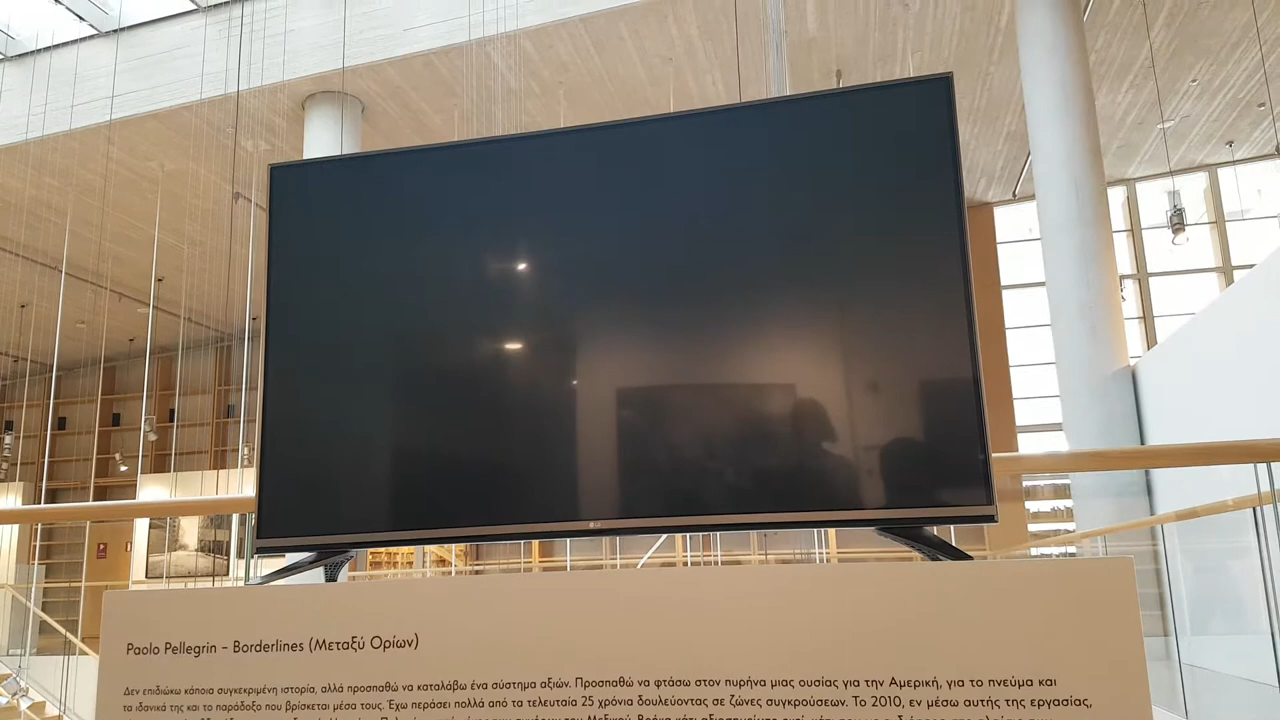 LG
Paolo Pellegrin – Borderlines (Μεταξύ Ορίων)
Δεν επιδιώκω κάποια συγκεκριμένη ιστορία, αλλά προσπαθώ να καταλάβω ένα σύστημα αξιών. Προσπαθώ να φτάσω στον πυρήνα μιας ουσίας για την Αμερική, για το πνεύμα και
τα ιδανικά της και το παράδοξο που βρίσκεται μέσα τους. Έχω περάσει πολλά από τα τελευταία 25 χρόνια δουλεύοντας σε ζώνες συγκρούσεων. Το 2010, εν μέσω αυτής της εργασίας,